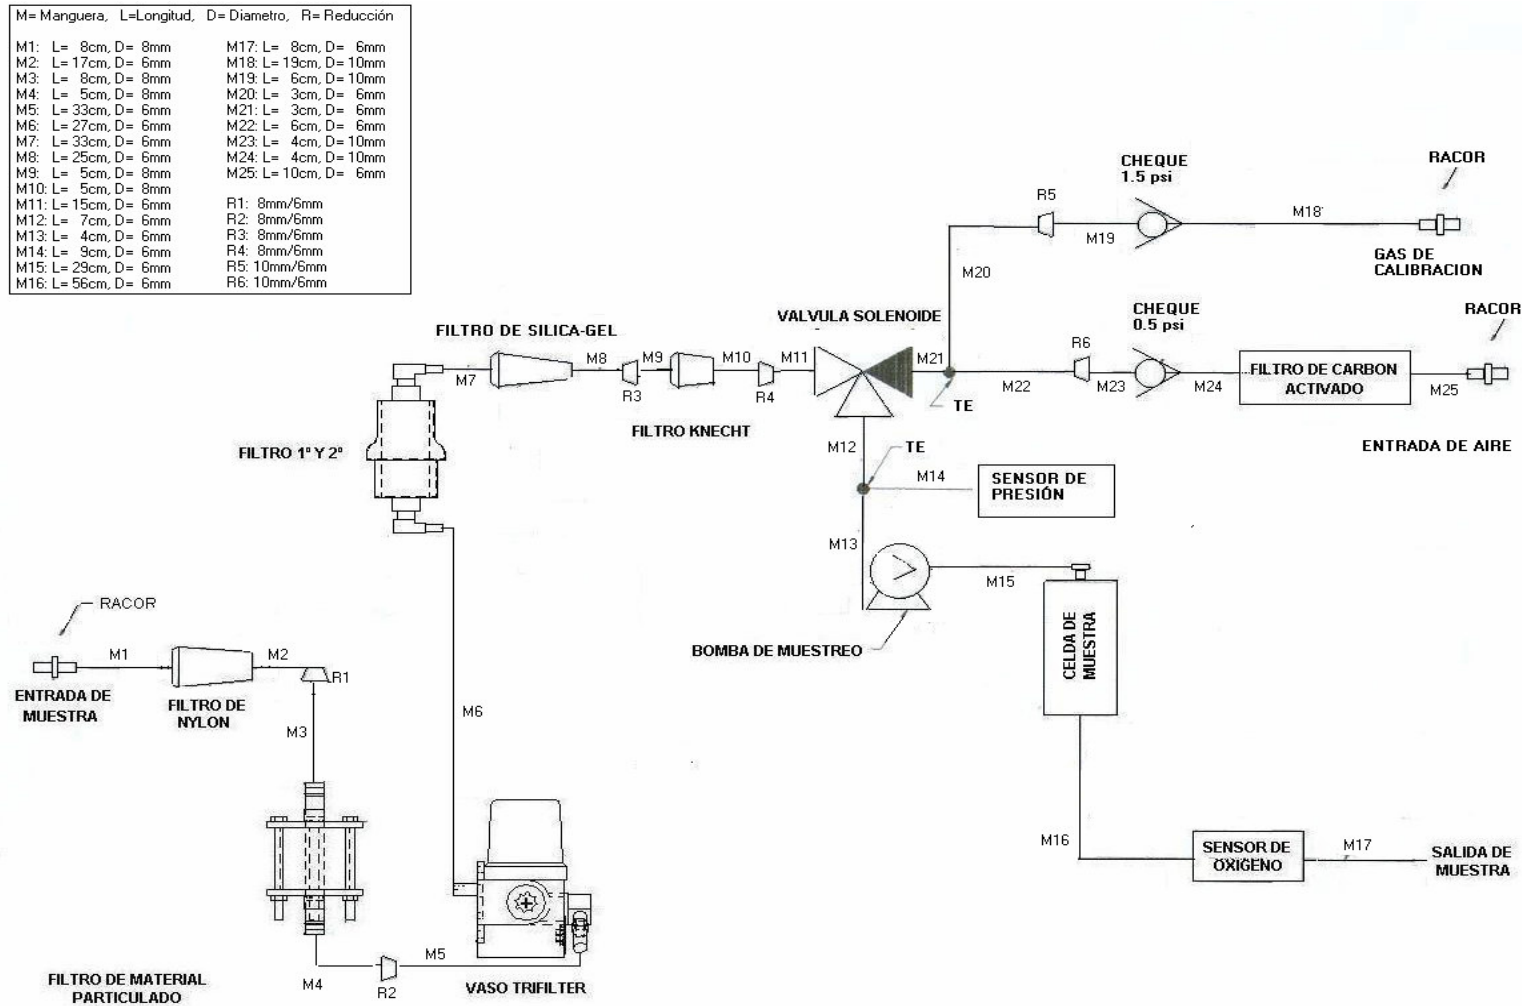 M= Manguera, L=Longitud, D= Diametro, R= Reducción
M1: L= 8cm, D= 8mm
M2: L= 17cm, D= 6mm
M3: L= 8cm, D= 8mm
M4: L= 5cm, D= 8mm
M5: L= 33cm, D= 6mm
M6: L= 27cm, D= 6mm
M7: L= 33cm, D= 6mm
M8: L= 25cm, D= 6mm
M9: L= 5cm, D= 8mm
M10: L= 5cm, D= 8mm
M11: L= 15cm, D= 6mm
M12: L= 7cm, D= 6mm
M13: L= 4cm, D= 6mm
M14: L= 9cm, D= 6mm
M15: L= 29cm, D= 6mm
M16: L= 56cm, D= 6mm
M17: L= 8cm, D= 6mm
M18: L= 19cm, D= 10mm
M19: L= 6cm, D= 10mm
M20: L= 3cm, D= 6mm
M21: L= 3cm, D= 6mm
M22: L= 6cm, D= 6mm
M23: L= 4cm, D= 10mm
M24: L= 4cm, D= 10mm
M25: L= 10cm, D= 6mm
R1: 8mm/6mm
R2: 8mm/6mm
R3: 8mm/6mm
R4: 8mm/6mm
R5: 10mm/6mm
R6: 10mm/6mm
CHEQUE
1.5 psi
RACOR
R5
M19
M18
GAS DE
CALIBRACION
M20
VALVULA SOLENOIDE
CHEQUE
0.5 psi
RACOR
FILTRO DE SILICA-GEL
M7
M8
R3
M9
M10
R4
M11
M21
TE
M22
R6
M23
M24
FILTRO DE CARBON
ACTIVADO
M25
FILTRO KNECHT
ENTRADA DE AIRE
FILTRO 1º Y 2º
M12
TE
M14
SENSOR DE
PRESIÓN
M13
M15
BOMBA DE MUESTREO
CELDA DE
MUESTRA
RACOR
M1
M2
R1
ENTRADA DE
MUESTRA
FILTRO DE
NYLON
M3
M6
M16
SENSOR DE
OXIGENO
M17
SALIDA DE
MUESTRA
M4
R2
M5
FILTRO DE MATERIAL
PARTICULADO
VASO TRIFILTER